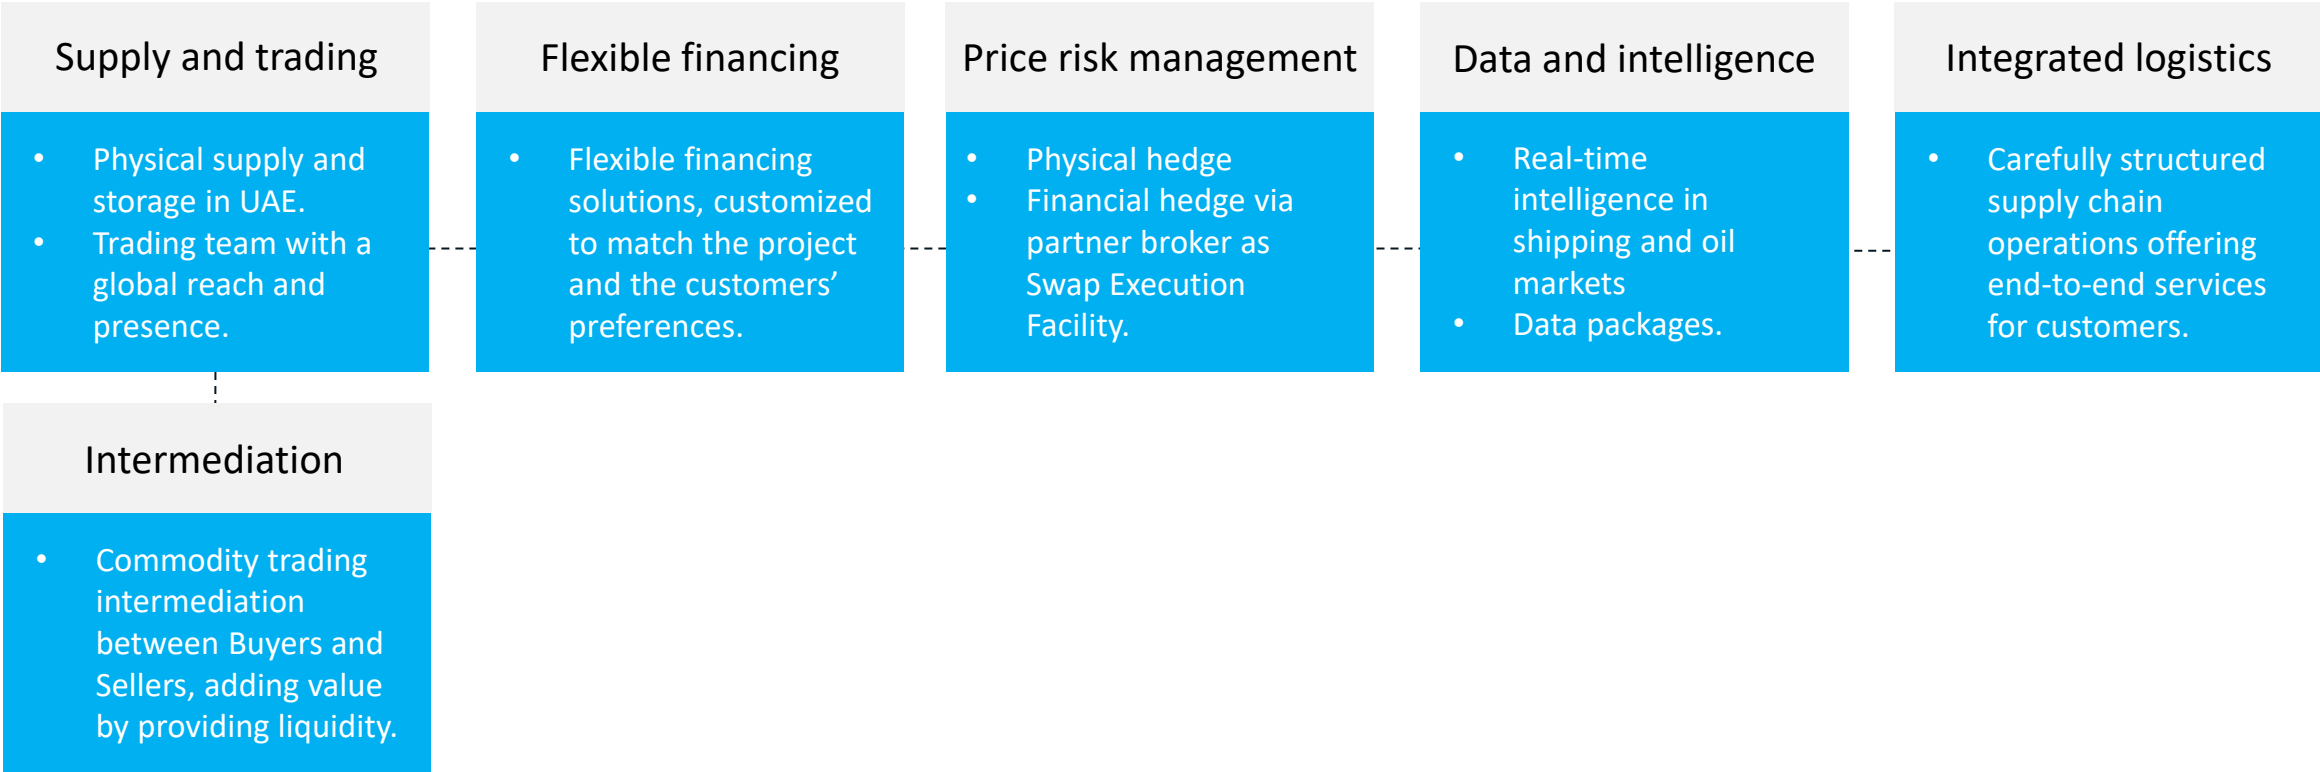 Supply and trading
• Physical supply and
storage in UAE.
• Trading team with a
global reach and
presence.
Flexible financing
• Flexible financing
solutions, customized
to match the project
and the customers’
preferences.
Price risk management
• Physical hedge
• Financial hedge via
partner broker as
Swap Execution
Facility.
Data and intelligence
• Real-time
intelligence in
shipping and oil
markets
• Data packages.
Integrated logistics
• Carefully structured
supply chain
operations offering
end-to-end services
for customers.
Intermediation
• Commodity trading
intermediation
between Buyers and
Sellers, adding value
by providing liquidity.